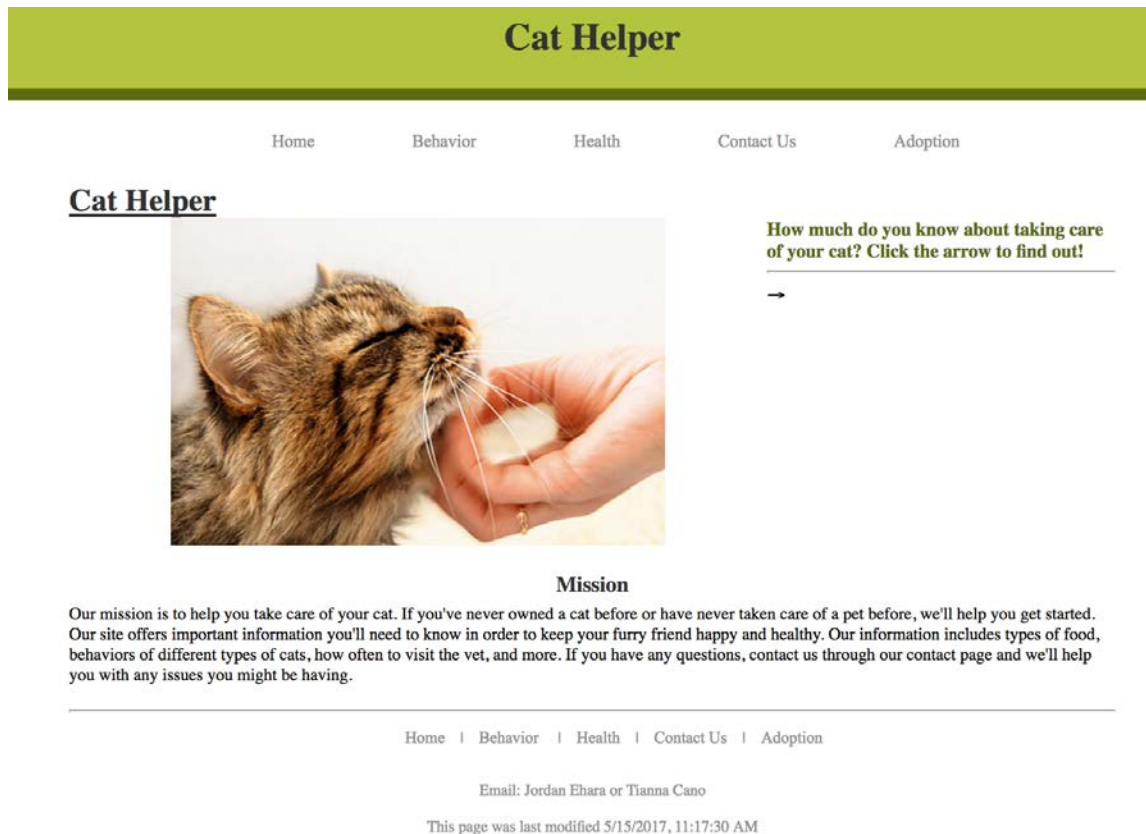 Cat Helper
Home Behavior Health Contact Us Adoption
Cat Helper
How much do you know about taking care
of your cat? Click the arrow to find out!
→
Mission
Our mission is to help you take care of your cat. If you've never owned a cat before or have never taken care of a pet before, we'll help you get started.
Our site offers important information you'll need to know in order to keep your furry friend happy and healthy. Our information includes types of food,
behaviors of different types of cats, how often to visit the vet, and more. If you have any questions, contact us through our contact page and we'll help
you with any issues you might be having.
Home | Behavior | Health | Contact Us | Adoption
Email: Jordan Ehara or Tianna Cano
This page was last modified 5/15/2017, 11:17:30 AM